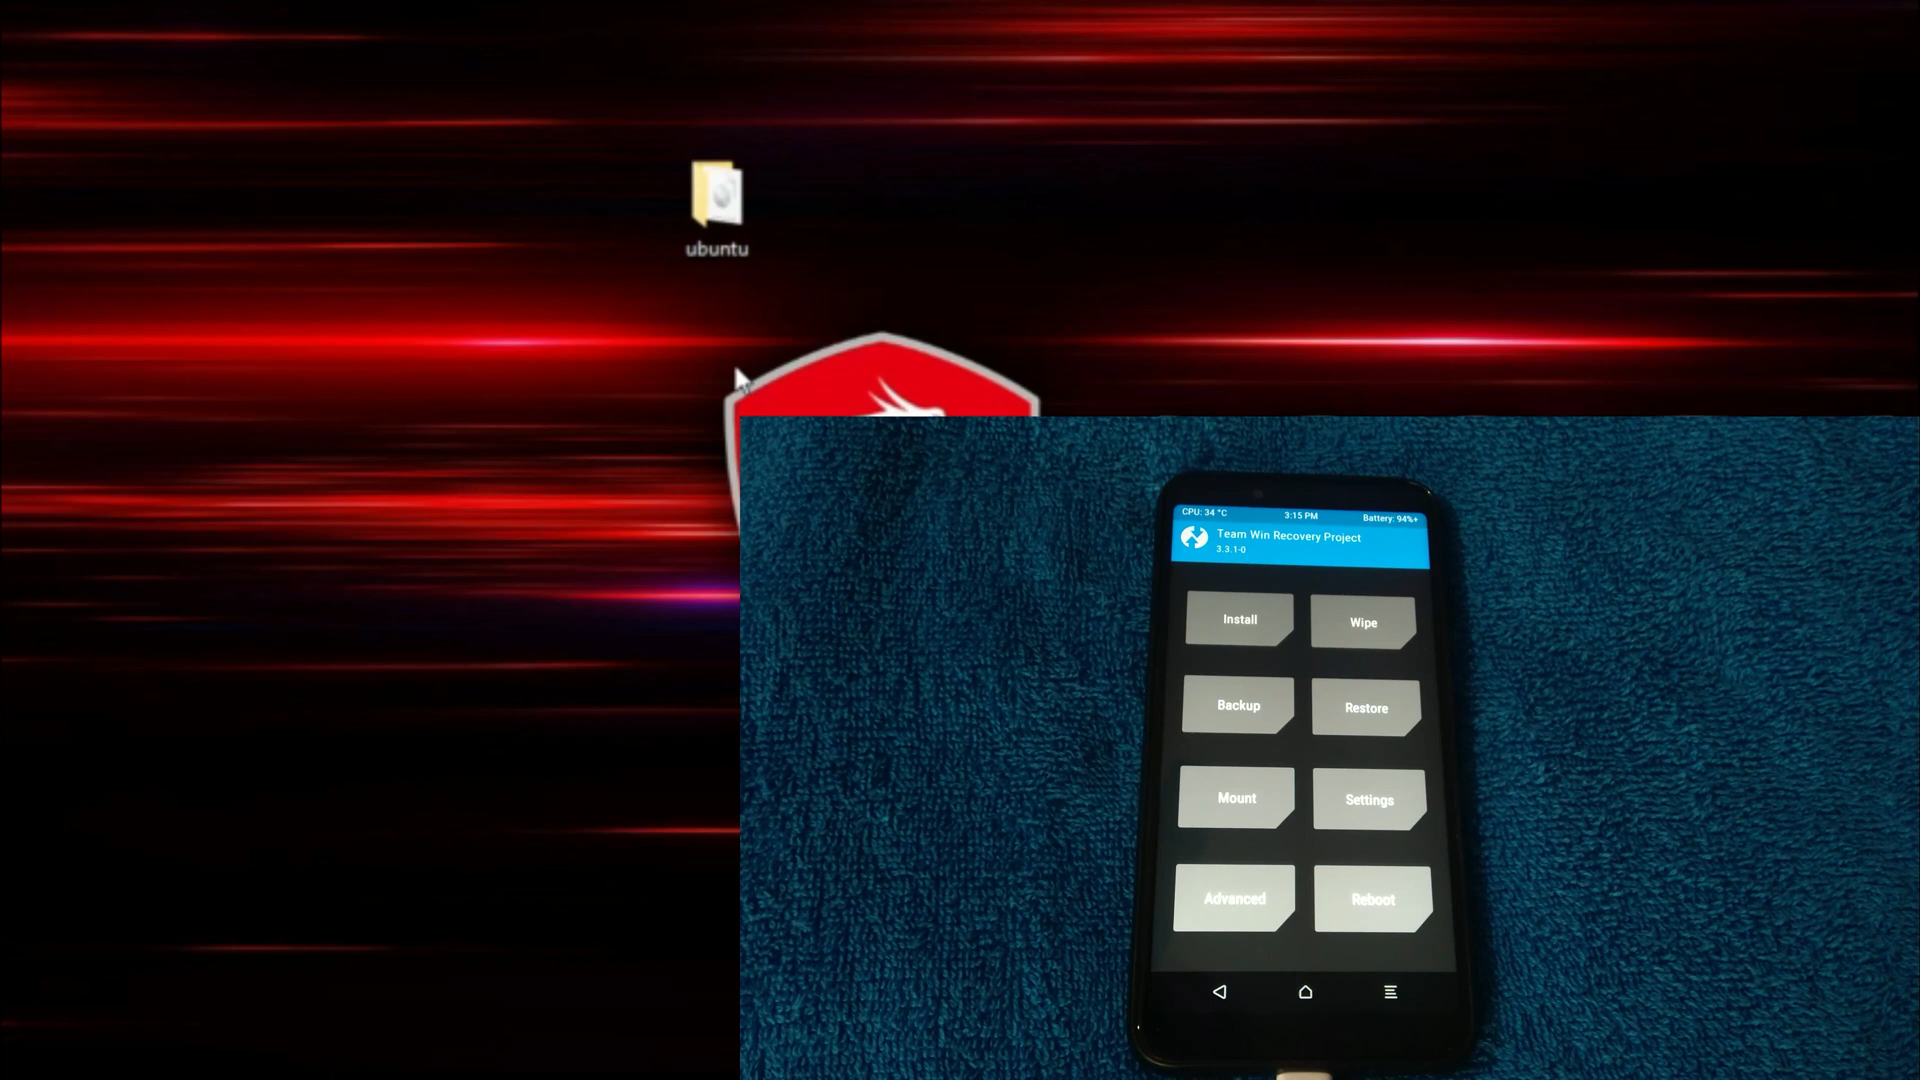 ubuntu
CPU: 34 °C 3:15 PM Battery: 94%+
Team Win Recovery Project
3.3.1-0
Install Wipe
Backup Restore
Mount Settings
Advanced Reboot